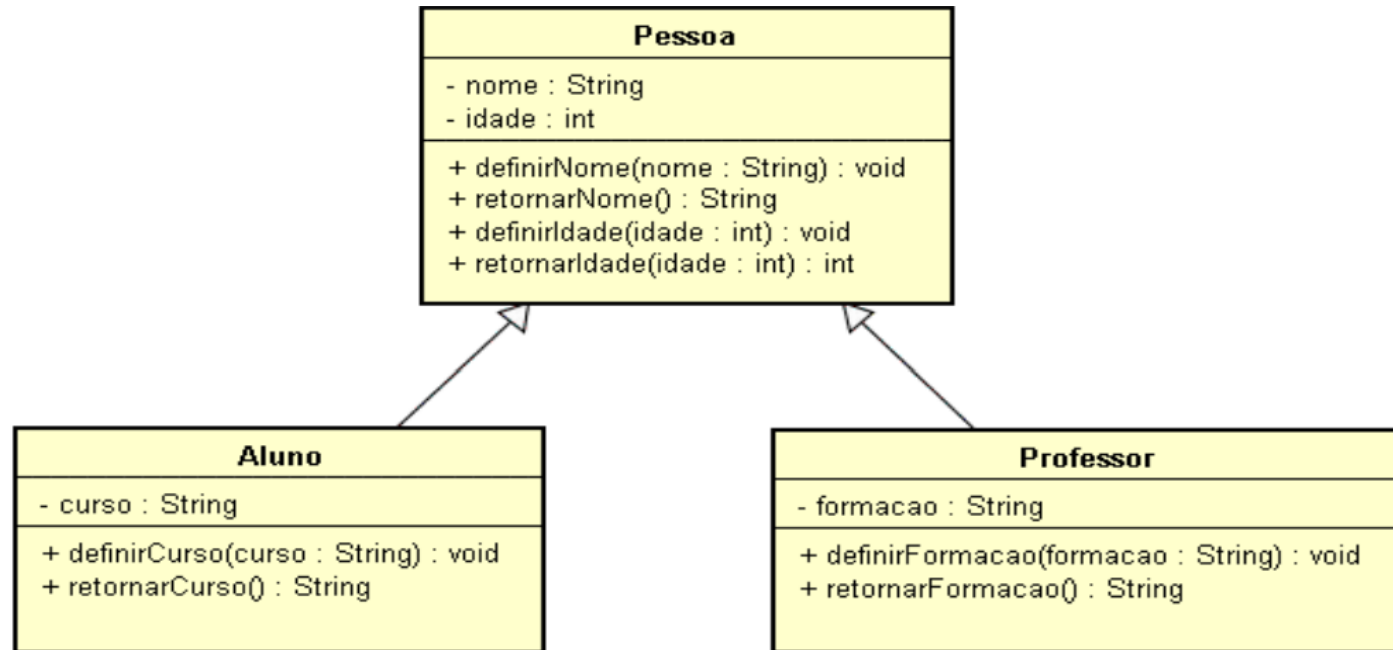 Pessoa
- nome : String
- idade : int
+ definirNome(nome : String) : void
+ retornarNome() : String
+ definirIdade(idade : int) : void
+ retornarIdade(idade : int) : int
Aluno
- curso : String
+ definirCurso(curso : String) : void
+ retornarCurso() : String
Professor
- formacao : String
+ definirFormacao(formacao : String) : void
+ retornarFormacao() : String